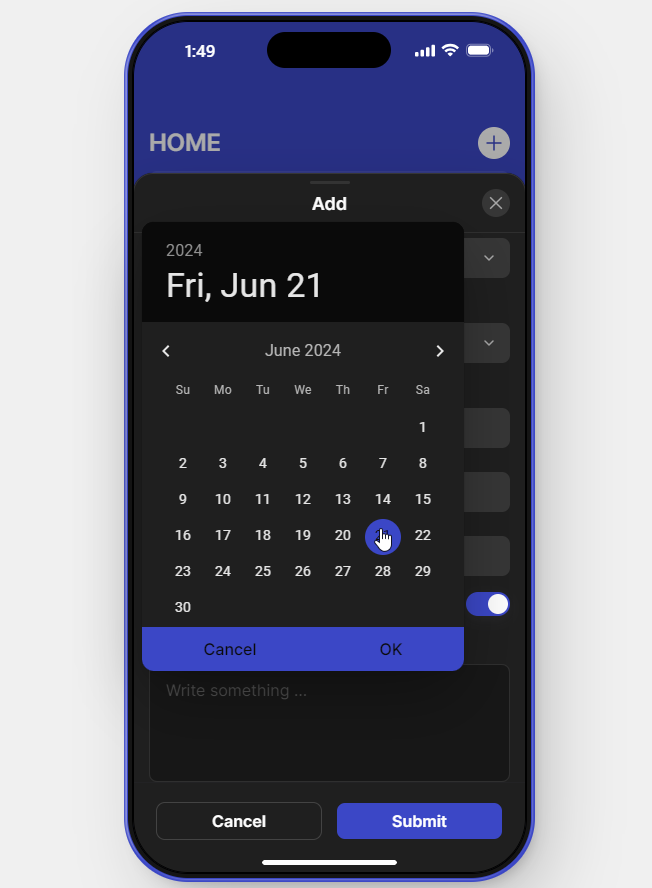 1:49
HOME
Add
2024
Fri, Jun 21
June 2024
Su Mo Tu We Th Fr Sa
1
2 3 4 5 6 7 8
9 10 11 12 13 14 15
16 17 18 19 20 22
23 24 25 26 27 28 29
30
Cancel OK
Write something ...
Cancel Submit